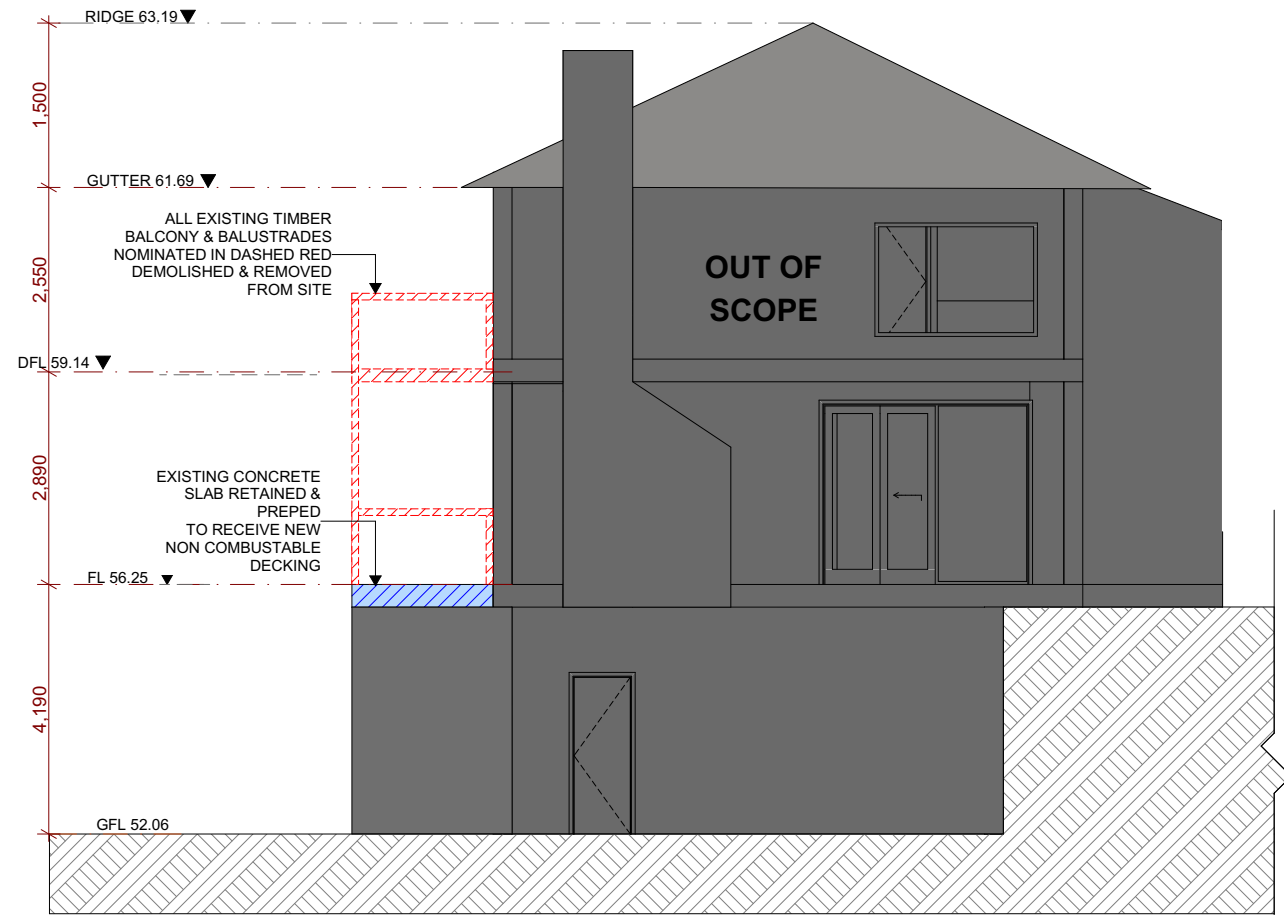 RIDGE 63.19
1,500
GUTTER 61.69
ALL EXISTING TIMBER
BALCONY & BALUSTRADES
NOMINATED IN DASHED RED
DEMOLISHED & REMOVED
FROM SITE
OUT OF
SCOPE
2,550
DFL 59.14
2,890
EXISTING CONCRETE
SLAB RETAINED &
PREPED
TO RECEIVE NEW
NON COMBUSTABLE
DECKING
FL 56.25
4,190
GFL 52.06